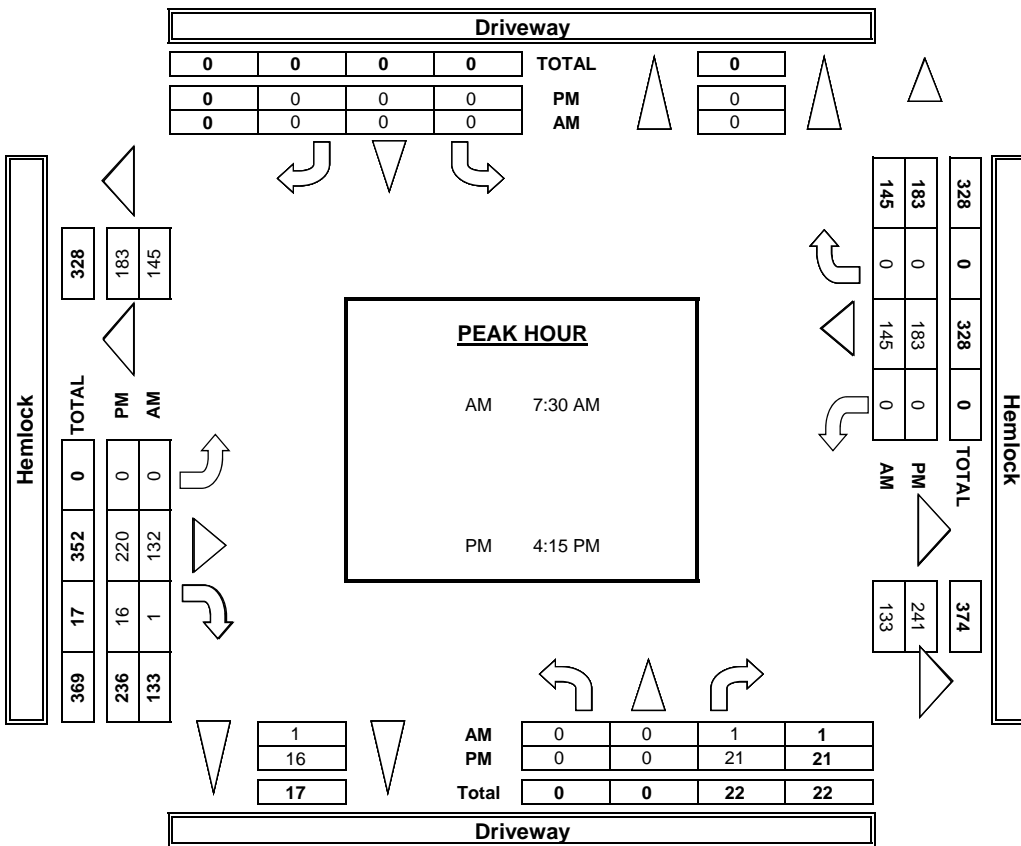 Driveway
0 0 0 0 TOTAL 0
0 0 0 0 PM 0
0 0 0 0 AM 0
Hemlock
328
183
145
TOTAL 0 352 17 369
PM 0 220 16 236
AM 0 132 1 133
PEAK HOUR
AM 7:30 AM
PM 4:15 PM
145 0 145 0 AM
183 0 183 0 PM
328 0 328 0 TOTAL
133
241
374
Hemlock
1 AM 0 0 1 1
16 PM 0 0 21 21
17 Total 0 0 22 22
Driveway